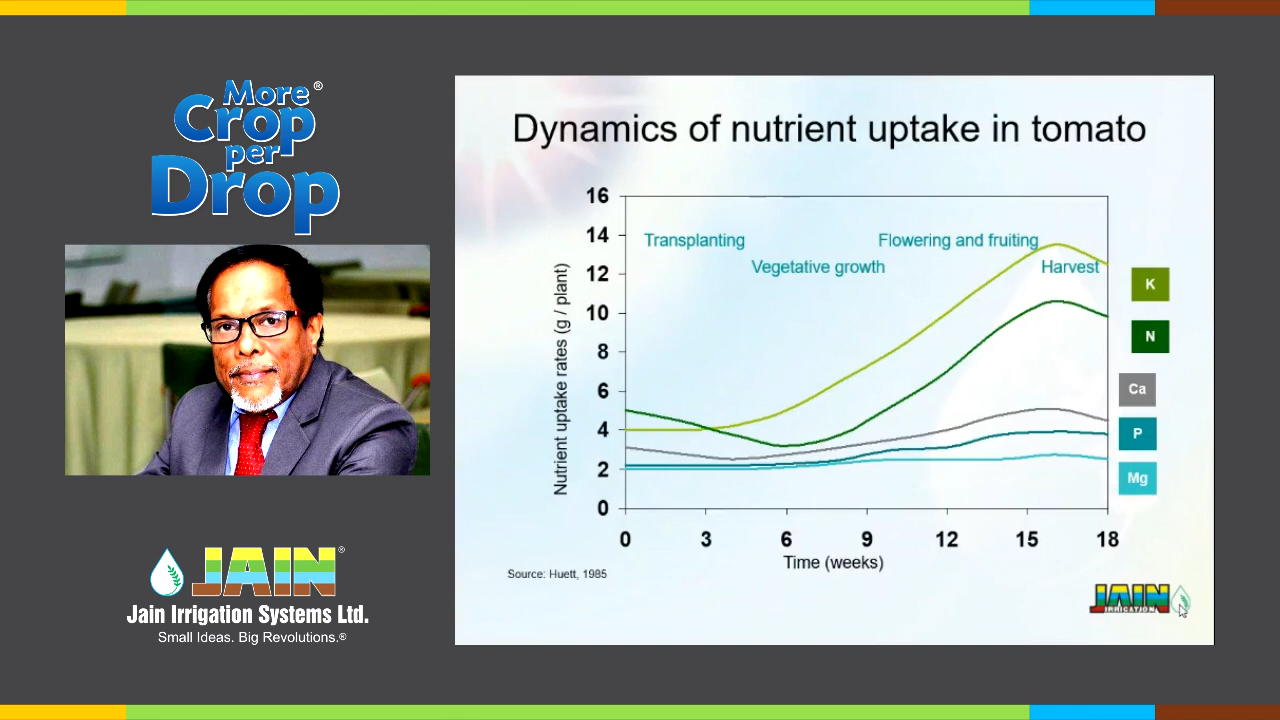 More®
Crop
per
Drop
JAIN®
Jain Irrigation Systems Ltd.
Small Ideas. Big Revolutions.®
Dynamics of nutrient uptake in tomato
Nutrient uptake rates (g / plant)
16
14
12
10
8
6
4
2
0
Transplanting
Vegetative growth
Flowering and fruiting
Harvest
K
N
Ca
P
Mg
0 3 6 9 12 15 18
Time (weeks)
Source: Huett, 1985
JAIN
IRRIGATION